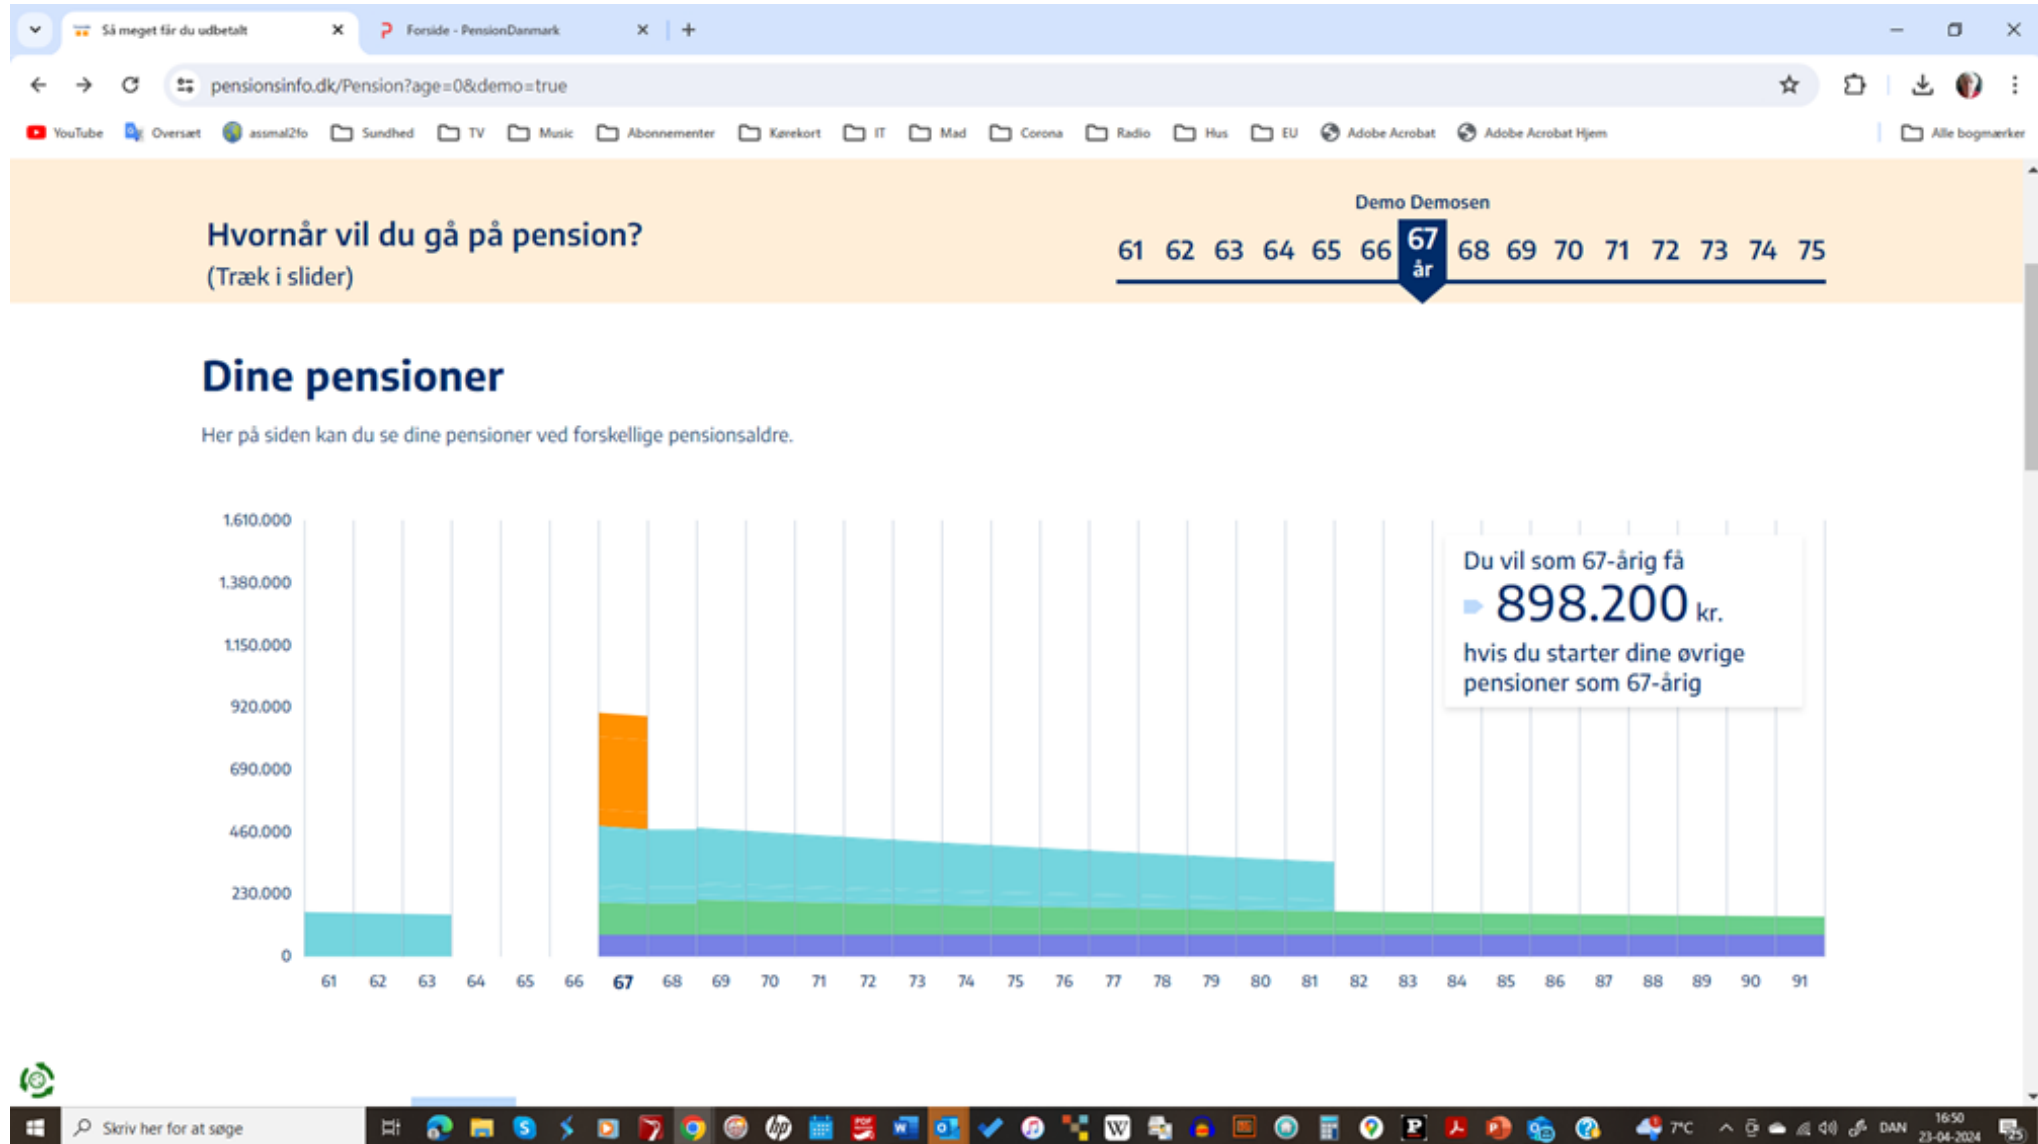 Så meget får du udbetalt
Forside - PensionDanmark
pensionsinfo.dk/Pension?age=0&demo=true
YouTube Oversæt assmal2fo Sundhed TV Music Abonnementer Kørekort IT Mad Corona Radio Hus EU Adobe Acrobat Adobe Acrobat Hjem Alle bogmærker
Demo Demosen
Hvornår vil du gå på pension?
(Træk i slider)
61 62 63 64 65 66 67 år 68 69 70 71 72 73 74 75
Dine pensioner
Her på siden kan du se dine pensioner ved forskellige pensionsaldre.
1.610.000
1.380.000
1.150.000
920.000
690.000
460.000
230.000
0
61 62 63 64 65 66 67 68 69 70 71 72 73 74 75 76 77 78 79 80 81 82 83 84 85 86 87 88 89 90 91
Du vil som 67-årig få
898.200 kr.
hvis du starter dine øvrige
pensioner som 67-årig
Skriv her for at søge
7°C
DAN
16:50
23-04-2024